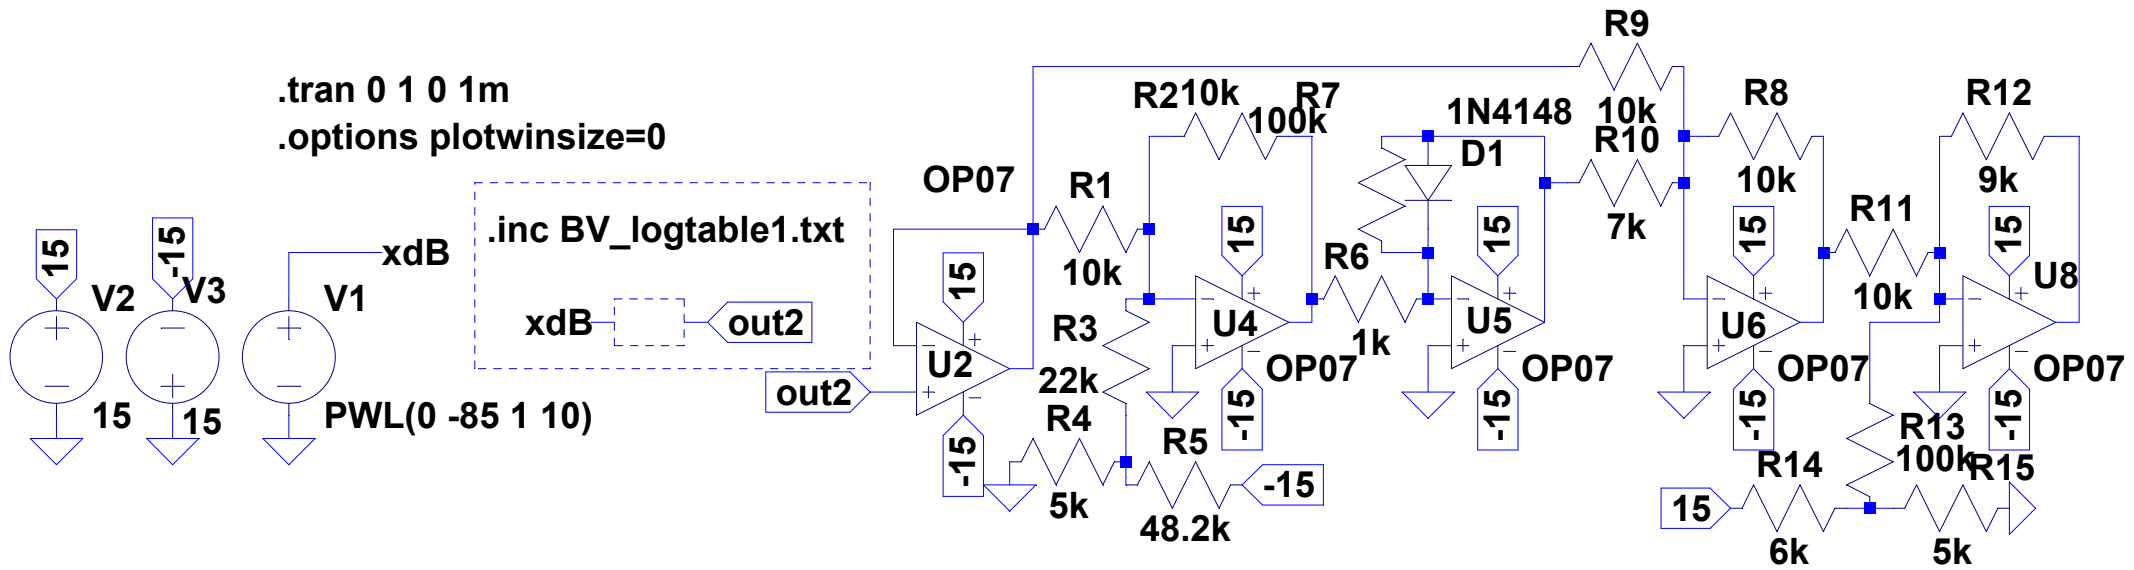 .tran 0 1 0 1m
.options plotwinsize=0
15
V2
15
-15
V3
15
xdB
V1
PWL(0 -85 1 10)
.inc BV_logtable1.txt
xdB
out2
out2
OP07
15
U2
-15
R1
10k
R2
10k
R3
22k
R4
5k
R5
48.2k
-15
15
U4
OP07
-15
R7
100k
R6
1k
1N4148
D1
15
U5
OP07
-15
R9
10k
R10
7k
R8
10k
15
U6
OP07
-15
R11
10k
R12
9k
15
U8
OP07
-15
R13
100k
R14
6k
15
R15
5k